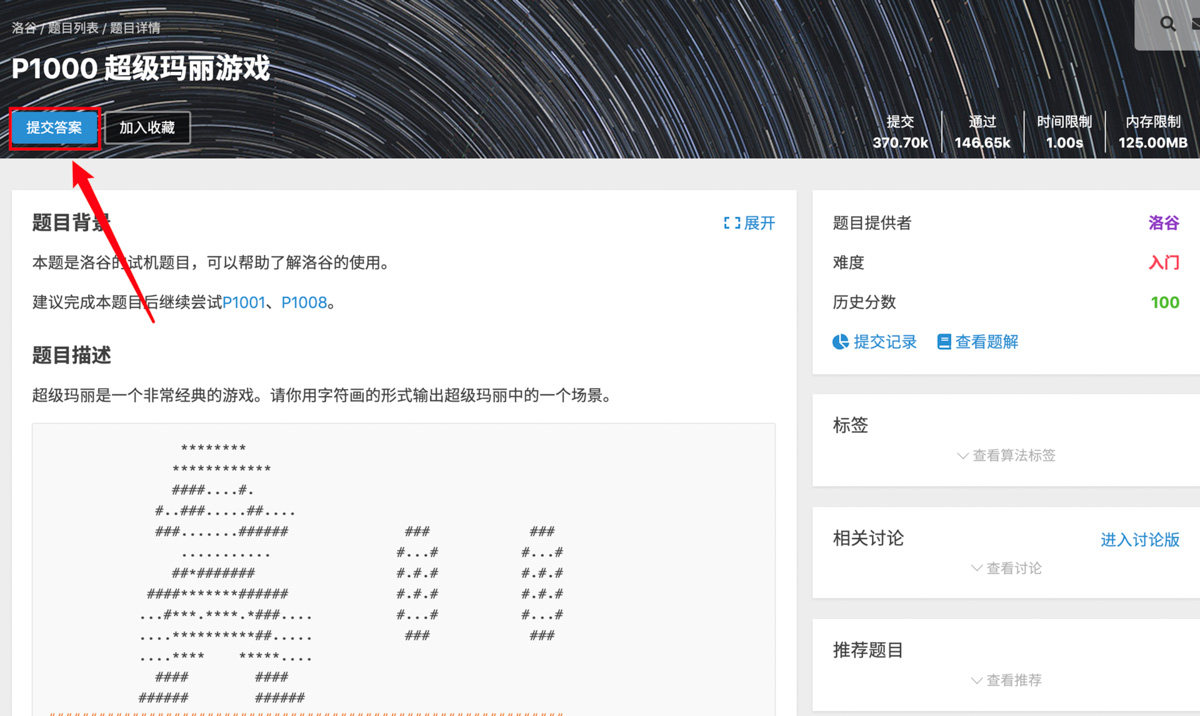 洛谷 / 题目列表 / 题目详情
P1000 超级玛丽游戏
提交答案
加入收藏
提交
370.70k
通过
146.65k
时间限制
1.00s
内存限制
125.00MB
题目背景
展开
本题是洛谷的试机题目，可以帮助了解洛谷的使用。
建议完成本题目后继续尝试P1001、P1008。
题目描述
超级玛丽是一个非常经典的游戏。请你用字符画的形式输出超级玛丽中的一个场景。
                ********
               ************
               ####....#.
             #..###.....##....
             ###.......######              ###            ###
                ...........               #...#          #...#
               ##*#######                 #.#.#          #.#.#
            ####*******######             #.#.#          #.#.#
           ...#***.****.*###....          #...#          #...#
           ....**********##.....           ###            ###
           ....****    *****....
             ####        ####
           ######        ######
题目提供者
洛谷
难度
入门
历史分数
100
提交记录
查看题解
标签
查看算法标签
相关讨论
进入讨论版
查看讨论
推荐题目
查看推荐